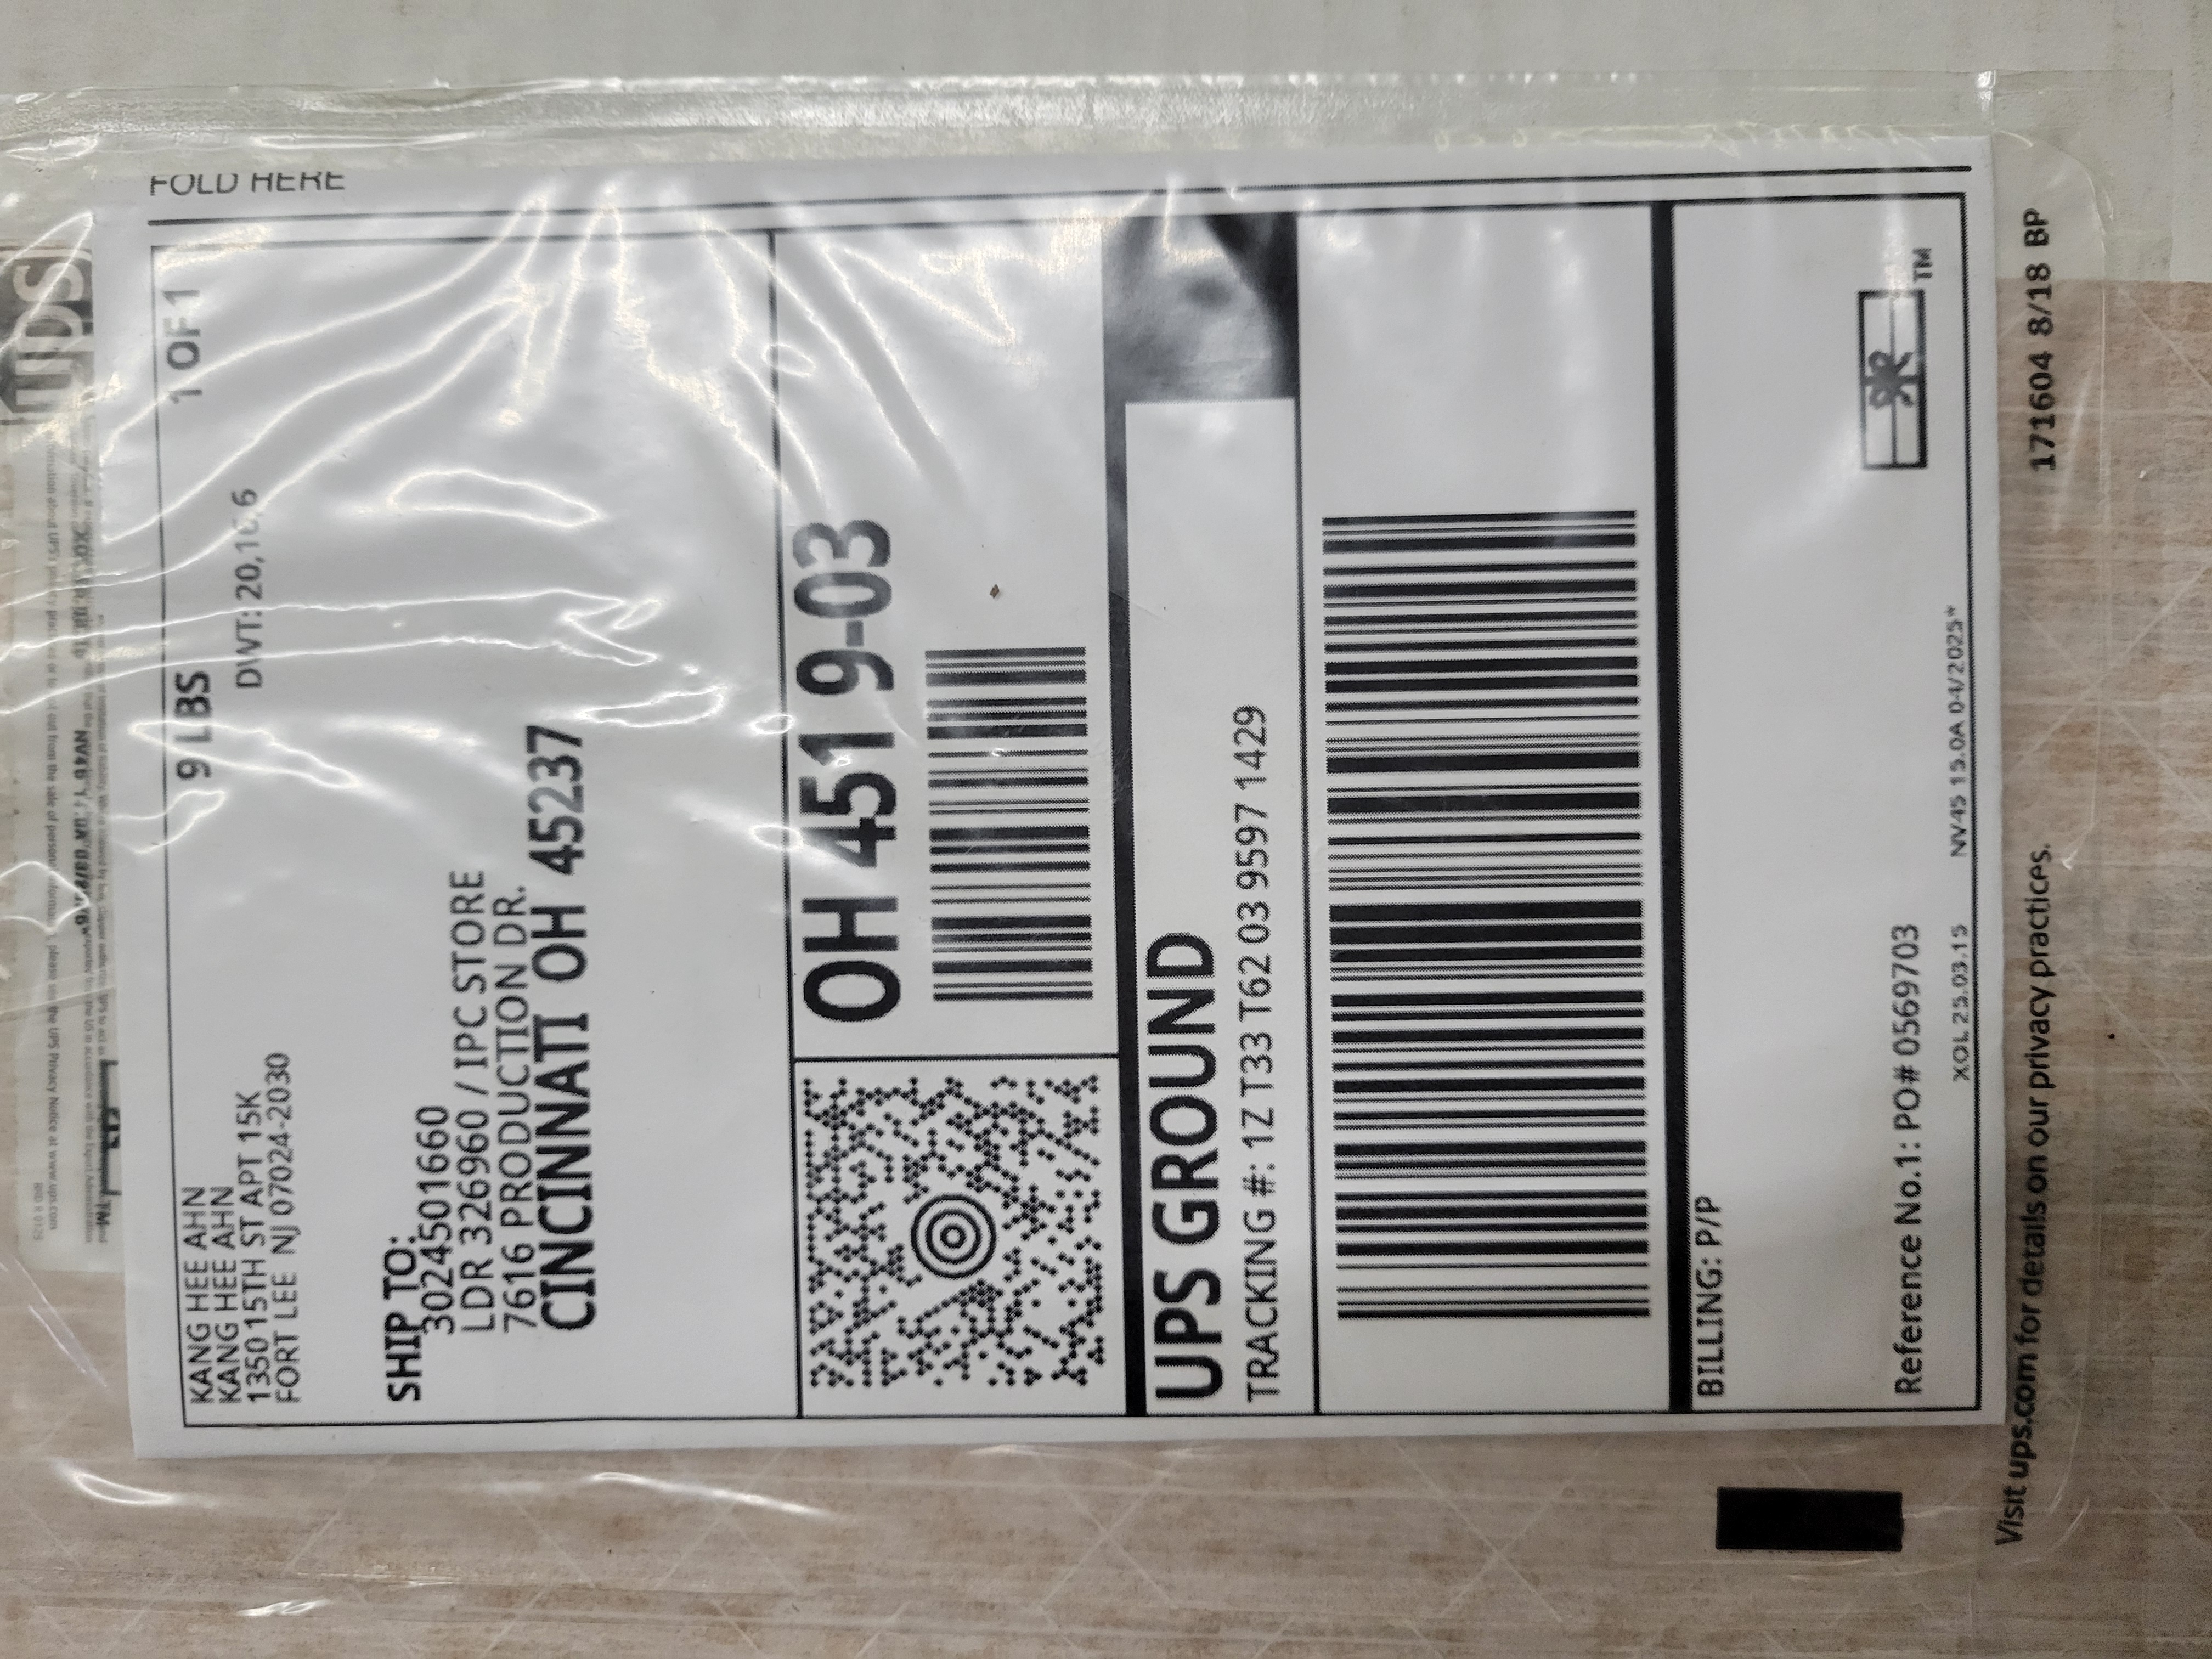 FOLD HERE
KANG HEE AHN
KANG HEE AHN
1350 15TH ST APT 15K
FORT LEE NJ 07024-2030
9 LBS
1 OF 1
DWT: 20,16,6
SHIP TO:
3024501660
LDR 326960 / IPC STORE
7616 PRODUCTION DR.
CINCINNATI OH 45237
OH 451 9-03
UPS GROUND
TRACKING #: 1Z T33 T62 03 9597 1429
BILLING: P/P
Reference No.1: PO# 0569703
XOL 25.03.15 NV45 15.0A 04/2025*
TM
Visit ups.com for details on our privacy practices.
171604 8/18 BP